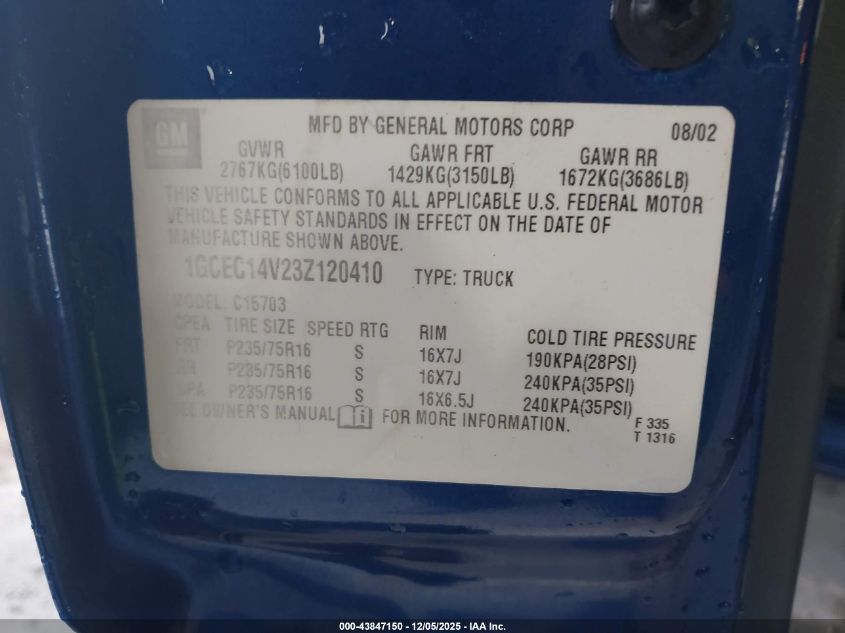 GM
MFD BY GENERAL MOTORS CORP 08/02
GVWR GAWR FRT GAWR RR
2767KG(6100LB) 1429KG(3150LB) 1672KG(3686LB)
THIS VEHICLE CONFORMS TO ALL APPLICABLE U.S. FEDERAL MOTOR
VEHICLE SAFETY STANDARDS IN EFFECT ON THE DATE OF
MANUFACTURE SHOWN ABOVE.
1GCEC14V23Z120410 TYPE: TRUCK
MODEL: C15703
CPEA TIRE SIZE SPEED RTG RIM COLD TIRE PRESSURE
FRT P235/75R16 S 16X7J 190KPA(28PSI)
RR P235/75R16 S 16X7J 240KPA(35PSI)
SPA P235/75R16 S 16X6.5J 240KPA(35PSI)
SEE OWNER'S MANUAL i FOR MORE INFORMATION.
F 335
T 1316
000-43847150 - 12/05/2025 - IAA Inc.